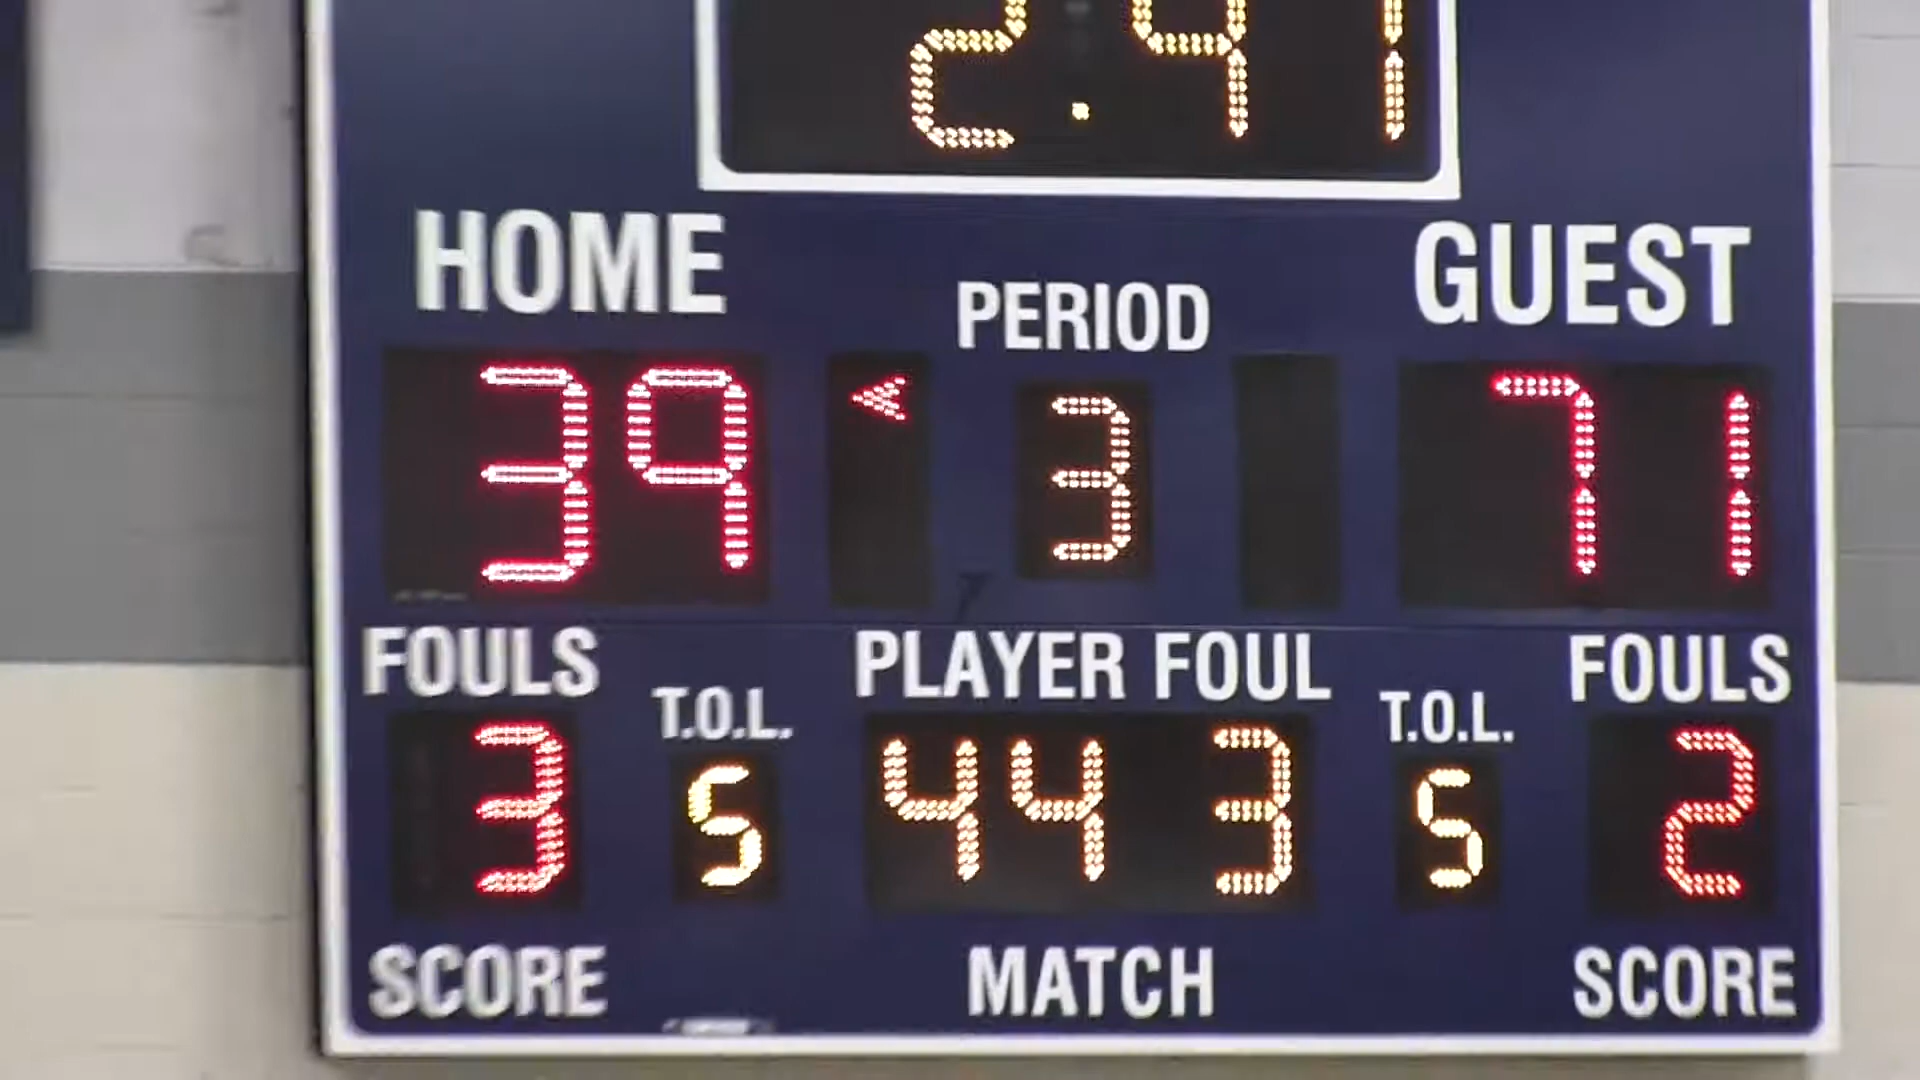 2:41
HOME PERIOD GUEST
39 < 3 71
FOULS T.O.L. PLAYER FOUL T.O.L. FOULS
3 5 44 3 5 2
SCORE MATCH SCORE